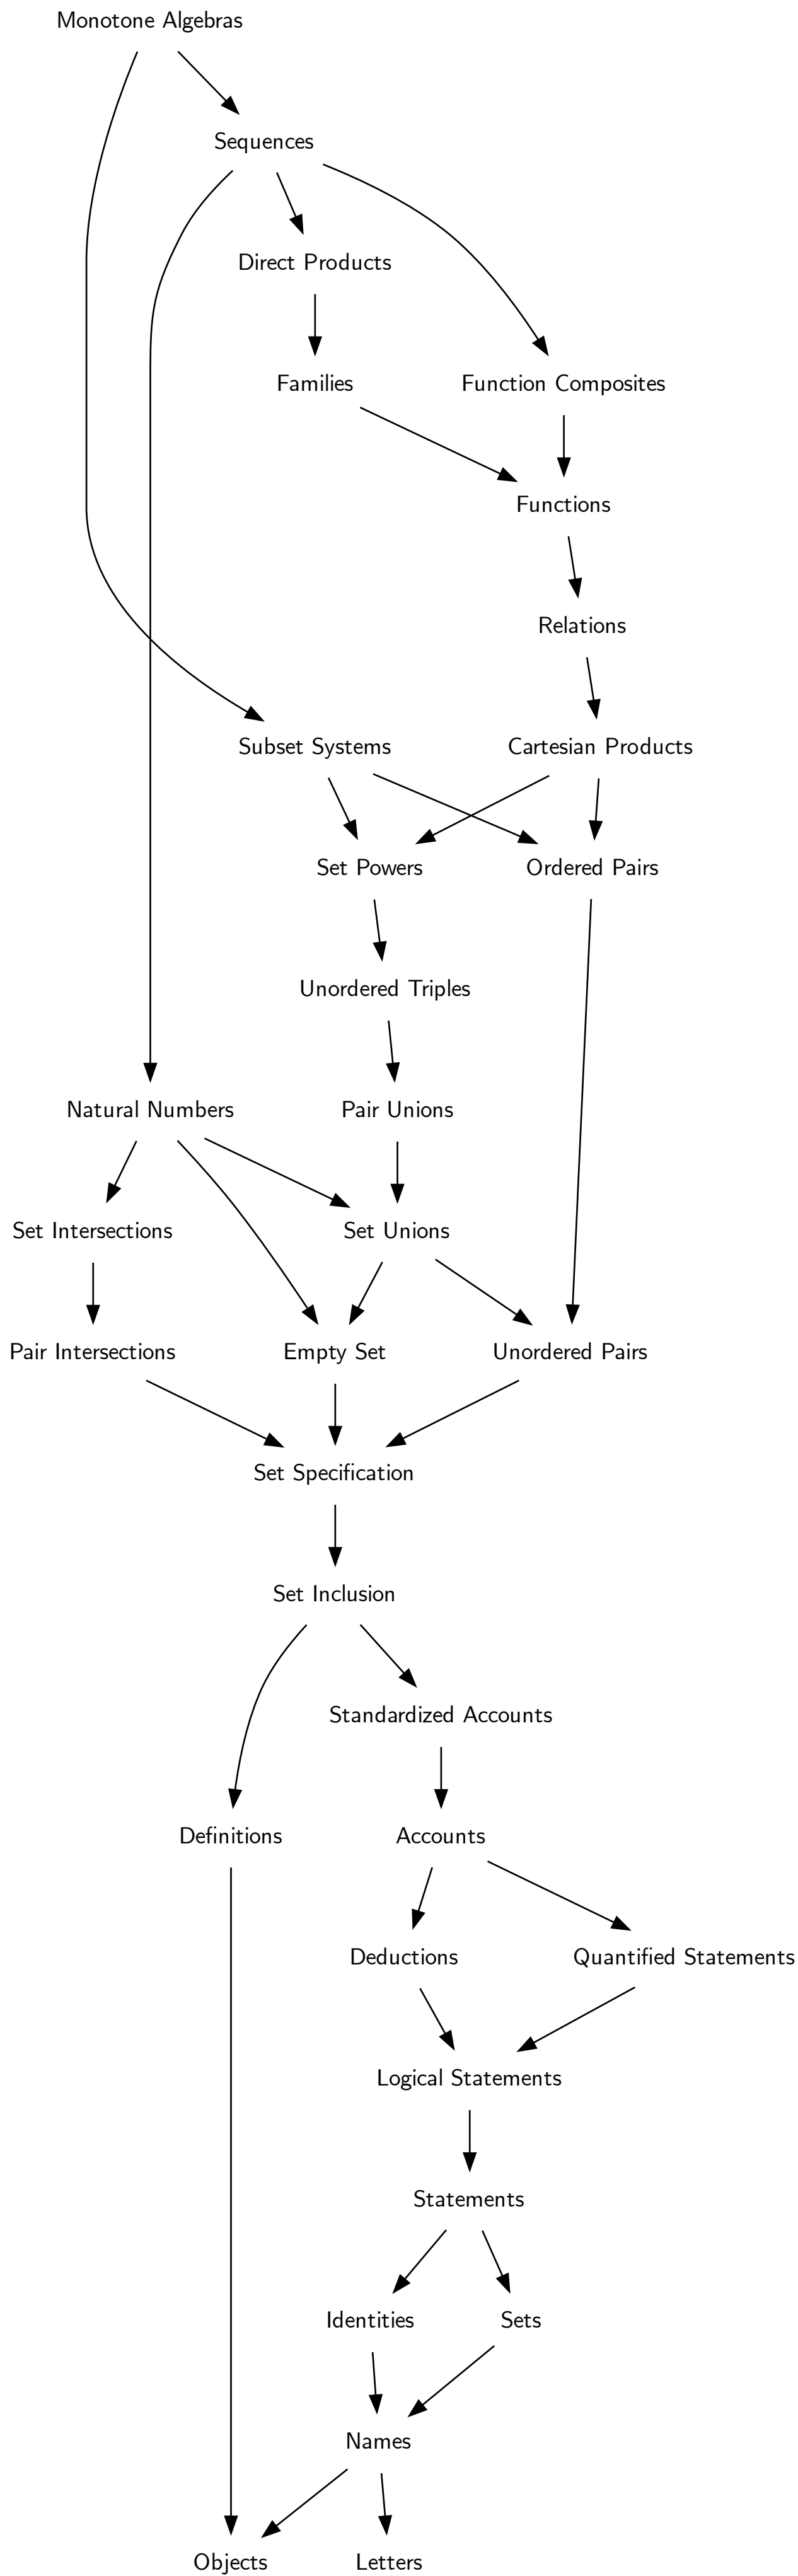 Monotone Algebras
Sequences
Direct Products
Families
Function Composites
Functions
Relations
Subset Systems
Cartesian Products
Set Powers
Ordered Pairs
Unordered Triples
Natural Numbers
Pair Unions
Set Intersections
Set Unions
Pair Intersections
Empty Set
Unordered Pairs
Set Specification
Set Inclusion
Standardized Accounts
Definitions
Accounts
Deductions
Quantified Statements
Logical Statements
Statements
Identities
Sets
Names
Objects
Letters